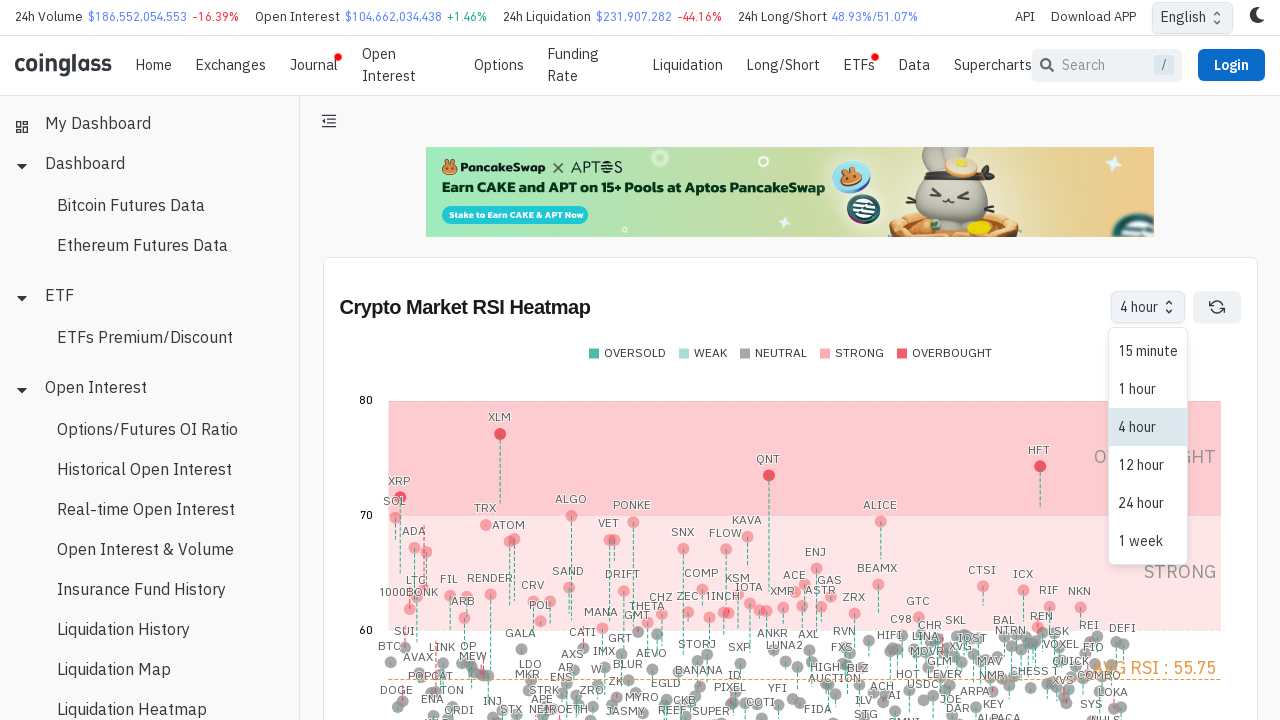 24h Volume $186,552,054,553 -16.39% Open Interest $104,662,034,438 +1.46% 24h Liquidation $231,907,282 -44.16% 24h Long/Short 48.93%/51.07% API Download APP English
coinglass Home Exchanges Journal Open Interest Options Funding Rate Liquidation Long/Short ETFs Data Supercharts Search / Login
My Dashboard
Dashboard
Bitcoin Futures Data
Ethereum Futures Data
ETF
ETFs Premium/Discount
Open Interest
Options/Futures OI Ratio
Historical Open Interest
Real-time Open Interest
Open Interest & Volume
Insurance Fund History
Liquidation History
Liquidation Map
Liquidation Heatmap
PancakeSwap X APTOS
Earn CAKE and APT on 15+ Pools at Aptos PancakeSwap
Stake to Earn CAKE & APT Now
Crypto Market RSI Heatmap
4 hour
15 minute
1 hour
4 hour
12 hour
24 hour
1 week
OVERSOLD WEAK NEUTRAL STRONG OVERBOUGHT
80
XLM
QNT HFT
XRP
SOL ALGO PONKE ALICE
TRX
70
ADA ATOM VET SNX FLOW KAVA
ENJ
LTC FIL RENDER SAND DRIFT COMP KSM ACE GAS BEAMX CTSI ICX
STRONG
1000BONK ARB CRV POL CHZ ZEC 1INCH IOTA XMR ASTR ZRX GTC RIF NKN
MANA GMT THETA C98 CHR SKL BAL REN
60
SUI GALA CATI GRT ANKR AXL RVN HIFI LINA IOST NTRN LSK REI DEFI
BTC LINK OP AXS IMX AEVO STORJ SXP LUNA2 FXS MOVR XVG VOXEL FIO
AVAX MEW LDO AR BLUR BANANA HIGH BLZ GLM MAV QUICK
AVG RSI : 55.75
POPCAT MKR ENS ZK EGLD ID AUCTION HOT LEVER NMR CHESS COMBO
DOGE TON STRK ZRO PIXEL YFI ACH USDC ARPA XVS LOKA
ENA INJ APE MYRO COTI ILV AI JOE KEY SYS
ORDI STX JASMY REEF SUPER FIDA STG DAR ALPACA